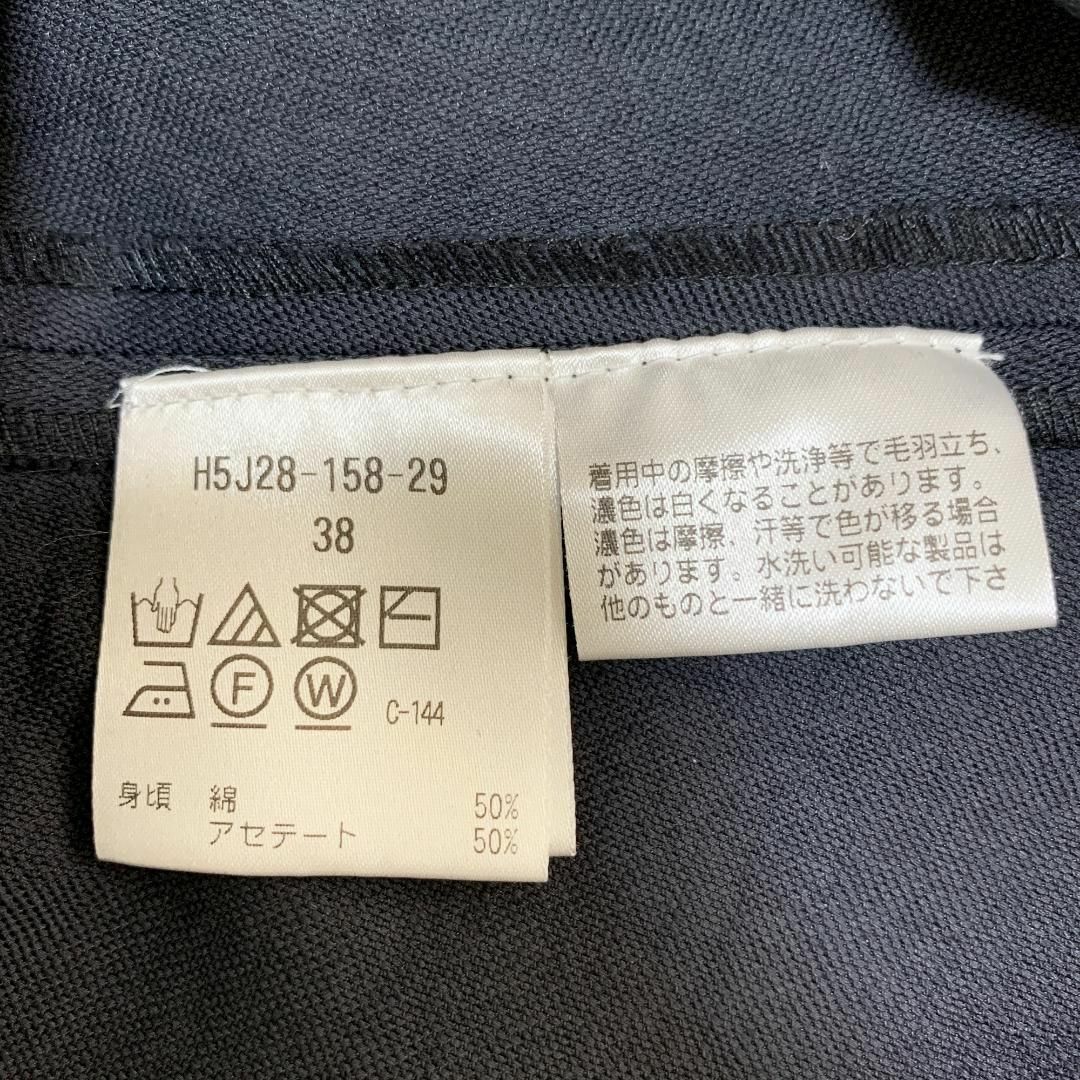 H5J28-158-29
38
F W C-144
身頃 綿 50%
アセテート 50%
着用中の摩擦や洗浄等で毛羽立ち、
濃色は白くなることがあります。
濃色は摩擦、汗等で色が移る場合
があります。水洗い可能な製品は
他のものと一緒に洗わないで下さ